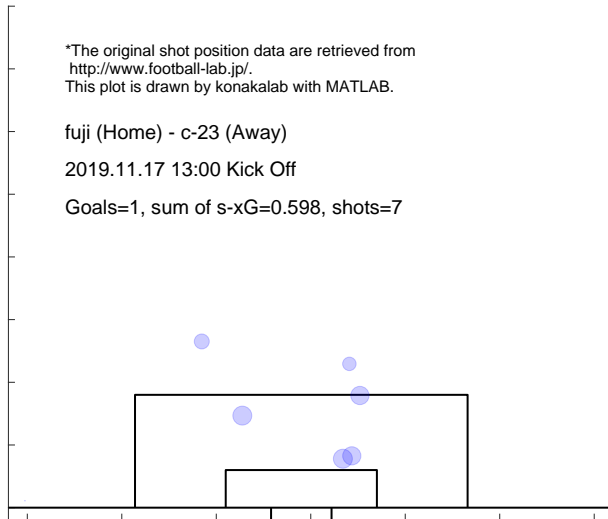 *The original shot position data are retrieved from
http://www.football-lab.jp/.
This plot is drawn by konakalab with MATLAB.
fuji (Home) - c-23 (Away)
2019.11.17 13:00 Kick Off
Goals=1, sum of s-xG=0.598, shots=7